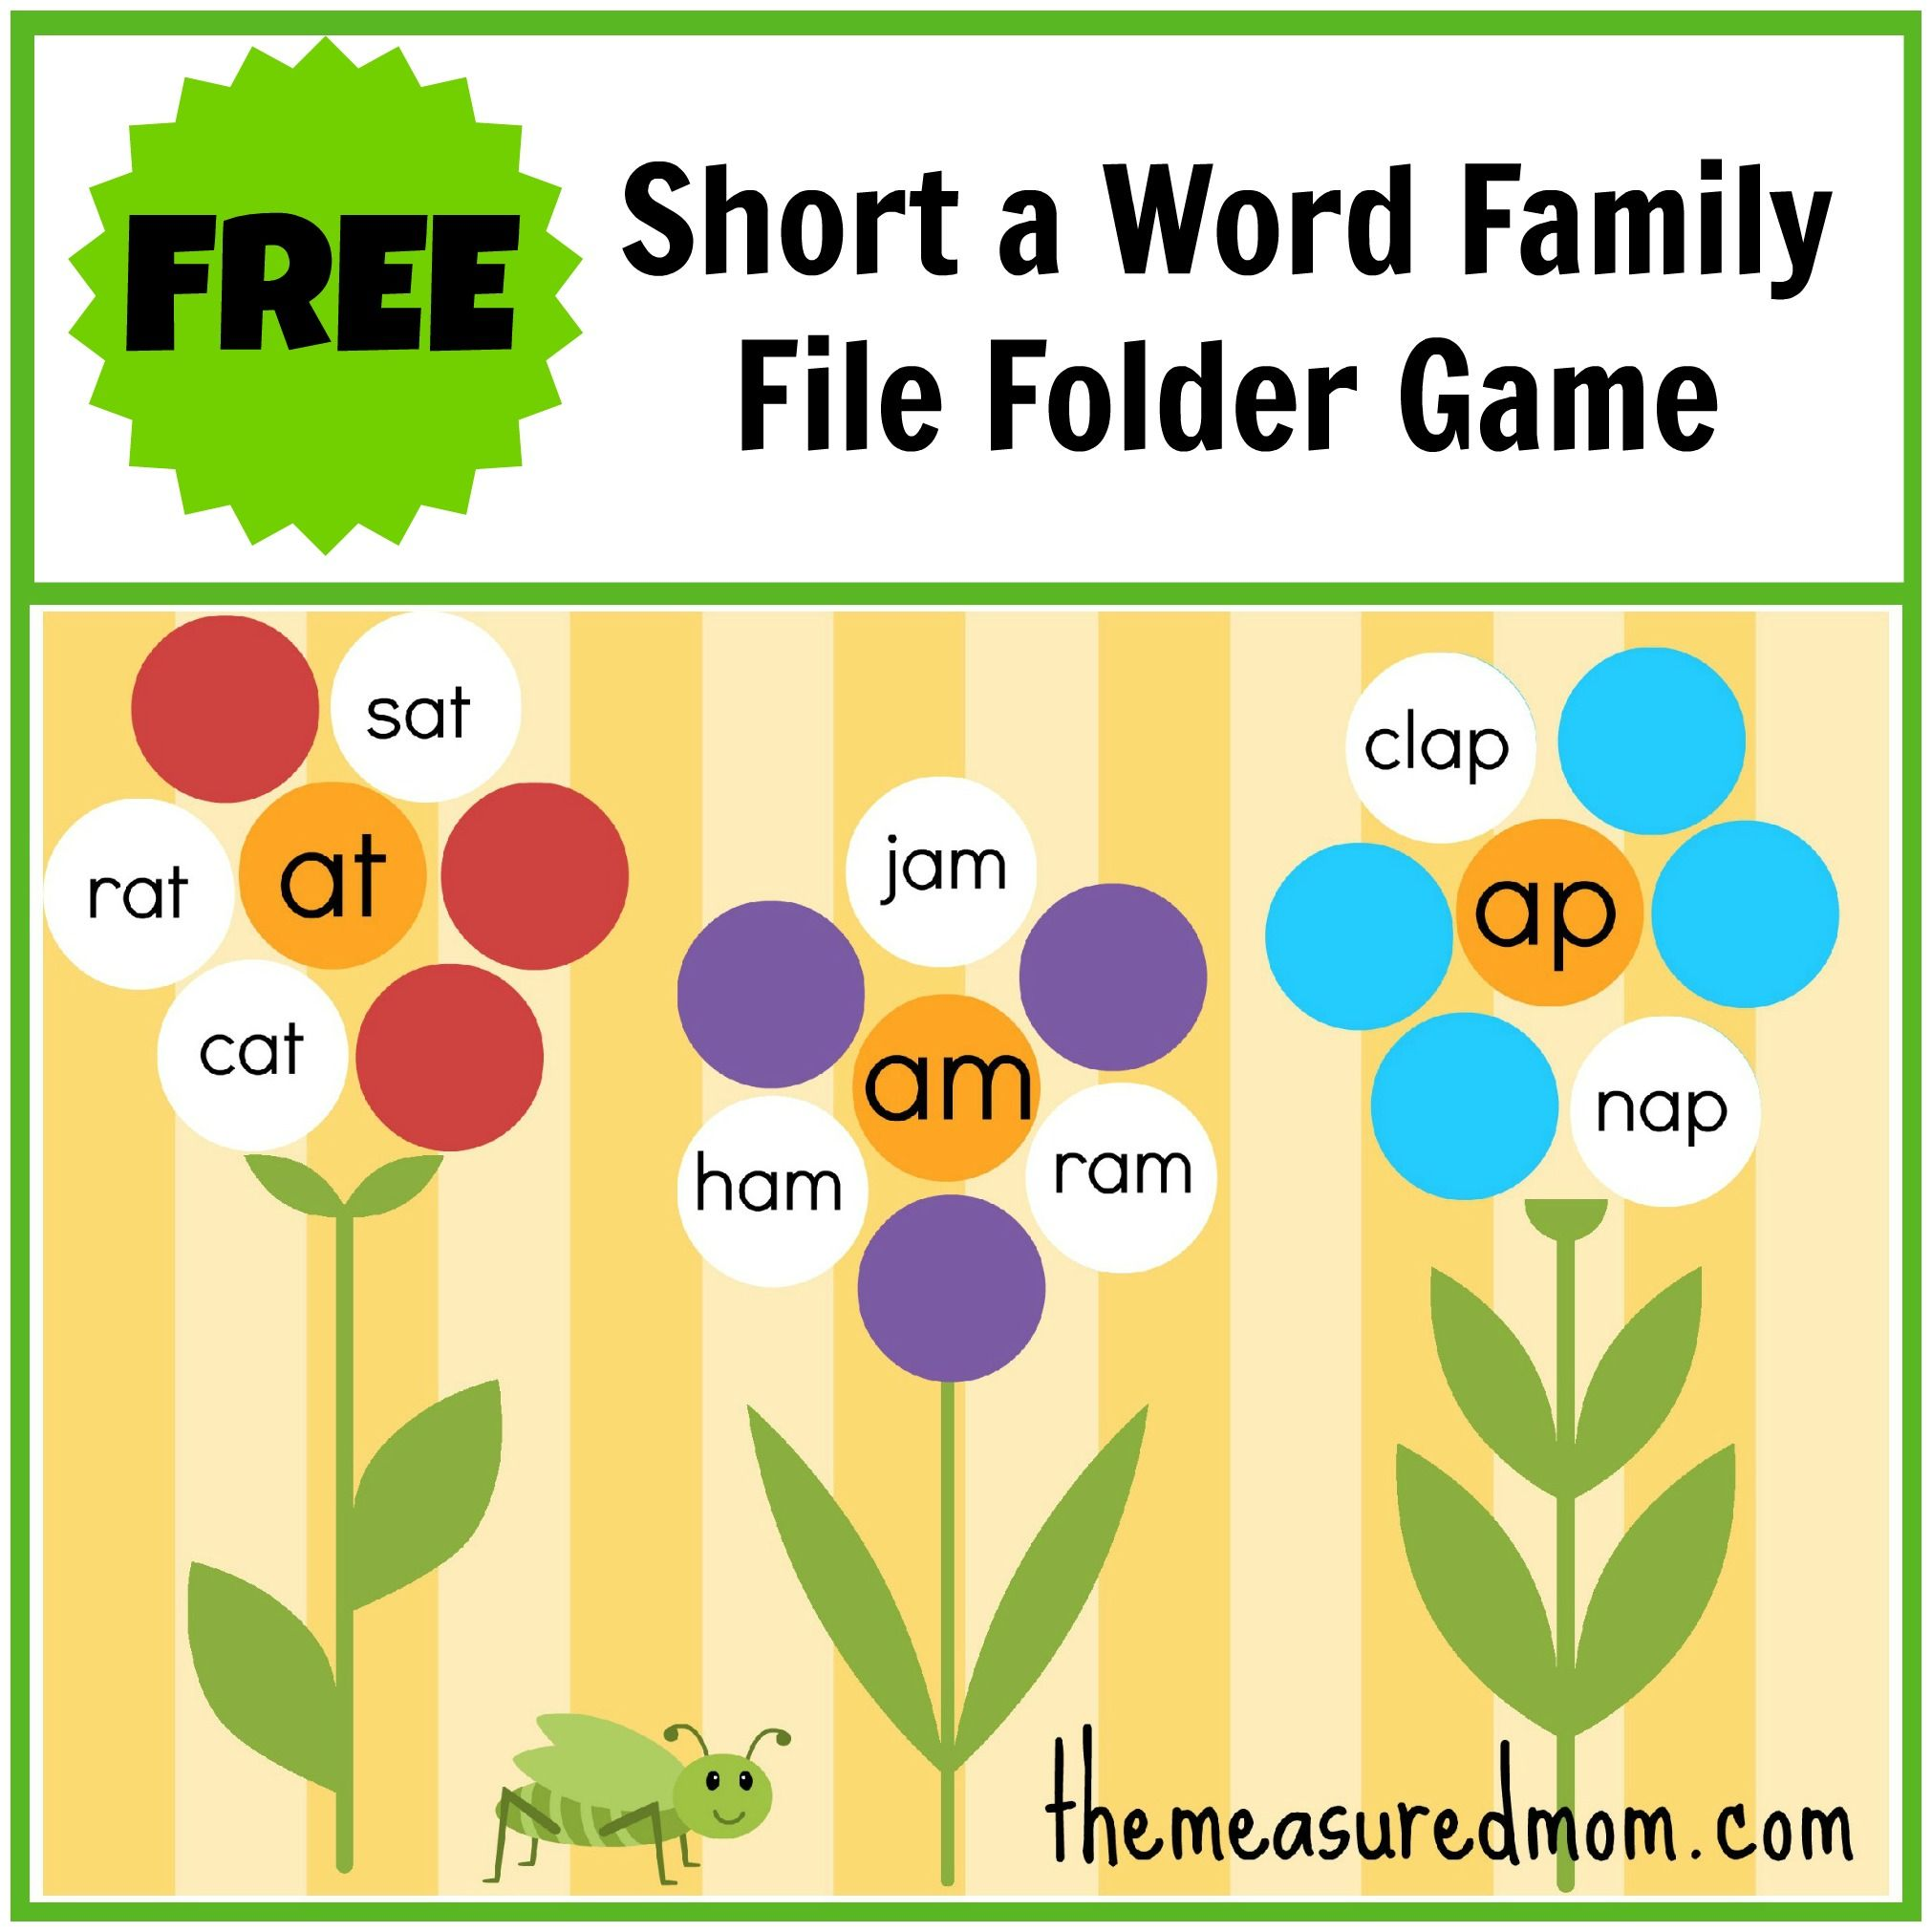 FREE
Short a Word Family
File Folder Game
sat
rat
at
cat
jam
am
ham
ram
clap
ap
nap
themeasuredmom.com